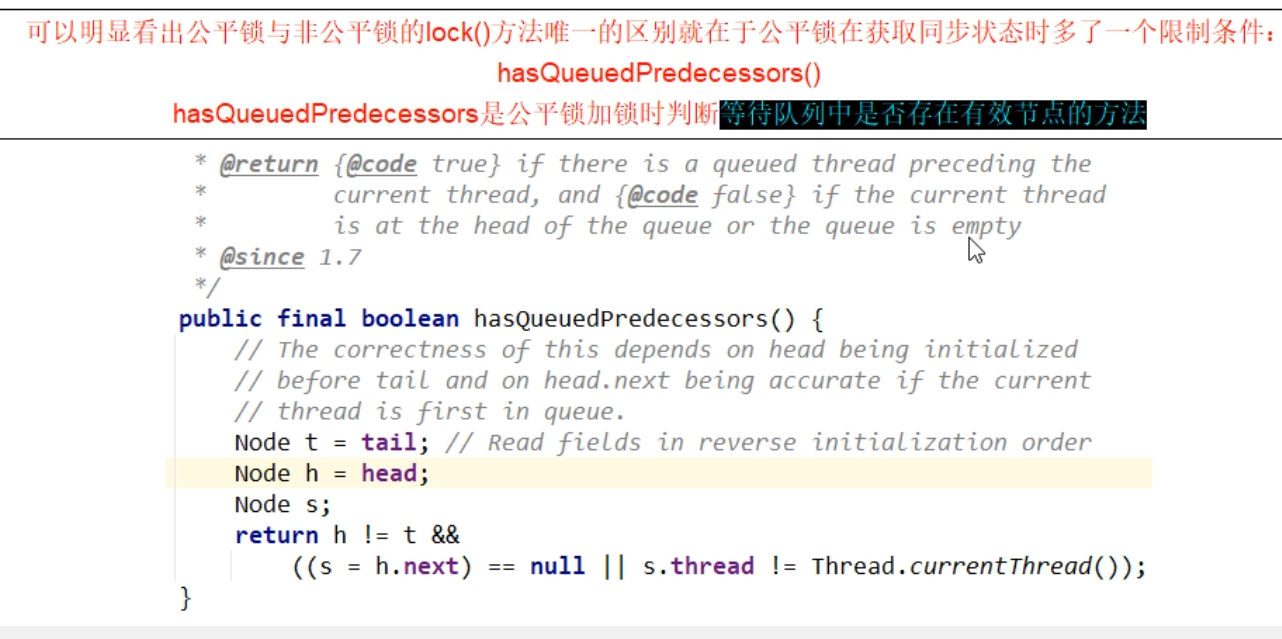 可以明显看出公平锁与非公平锁的lock()方法唯一的区别就在于公平锁在获取同步状态时多了一个限制条件：
hasQueuedPredecessors()
hasQueuedPredecessors是公平锁加锁时判断等待队列中是否存在有效节点的方法
* @return {@code true} if there is a queued thread preceding the
*         current thread, and {@code false} if the current thread
*         is at the head of the queue or the queue is empty
* @since 1.7
*/
public final boolean hasQueuedPredecessors() {
    // The correctness of this depends on head being initialized
    // before tail and on head.next being accurate if the current
    // thread is first in queue.
    Node t = tail; // Read fields in reverse initialization order
    Node h = head;
    Node s;
    return h != t &&
        ((s = h.next) == null || s.thread != Thread.currentThread());
}